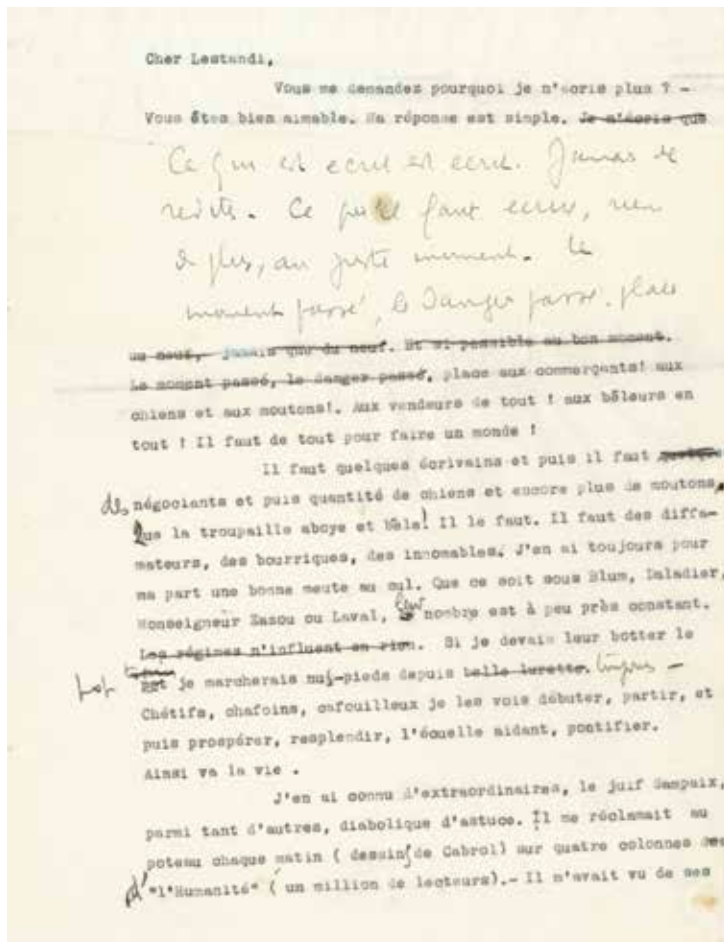 Cher Lestandi,
Vous me demandez pourquoi je n'écris plus ? -
Vous êtes bien aimable. Ma réponse est simple. Je n'écris que
Ce qui est écrit est écrit. Jamais de
redite. Ce qu'il faut écrire, rien
de plus, au juste moment. Le
moment passé, le danger passé, place
du neuf, jamais que du neuf. Et si possible au bon moment.
Le moment passé, le danger passé, place aux commerçants! aux
chiens et aux moutons!. Aux vendeurs de tout ! aux bêleurs en
tout ! Il faut de tout pour faire un monde !
Il faut quelques écrivains et puis il faut quelques
des négociants et puis quantité de chiens et encore plus de moutons,
Que la troupaille aboye et bêle! Il le faut. Il faut des diffa-
mateurs, des bourriques, des innomables. J'en ai toujours pour
ma part une bonne meute au cul. Que ce soit sous Blum, Daladier,
Monseigneur Zazou ou Laval, leur nombre est à peu près constant.
Les régimes n'influent en rien. Si je devais leur botter le
je marcherais nu-pieds depuis belle lurette. toujours -
Chétifs, chafoins, cafouilleux je les vois débuter, partir, et
puis prospérer, resplendir, l'écuelle aidant, pontifier.
Ainsi va la vie .
J'en ai connu d'extraordinaires, le juif Sampaix,
parmi tant d'autres, diabolique d'astuce. Il me réclamait au
poteau chaque matin ( dessins de Cabrol) sur quatre colonnes de
d' "l'Humanité" ( un million de lecteurs).- Il m'avait vu de ses